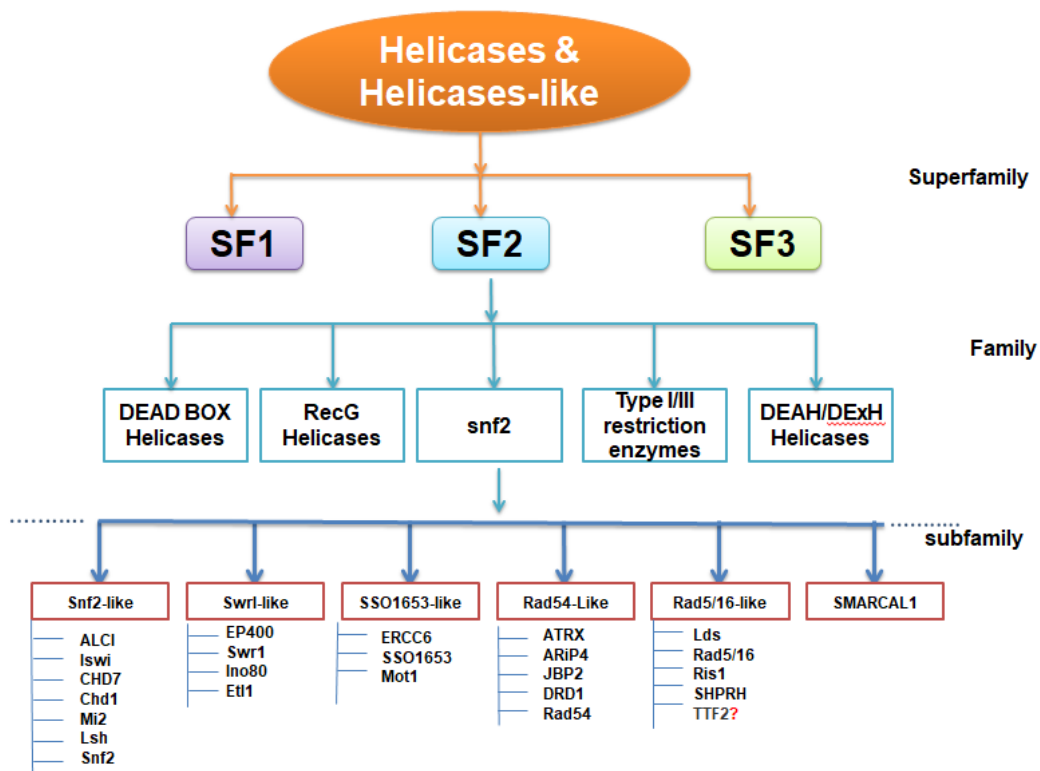 Helicases &
Helicases-like
Superfamily
SF1
SF2
SF3
Family
DEAD BOX
Helicases
RecG
Helicases
snf2
Type I/III
restriction
enzymes
DEAH/DExH
Helicases
subfamily
Snf2-like
ALCI
Iswi
CHD7
Chd1
Mi2
Lsh
Snf2
Swrl-like
EP400
Swr1
Ino80
Etl1
SSO1653-like
ERCC6
SSO1653
Mot1
Rad54-Like
ATRX
ARiP4
JBP2
DRD1
Rad54
Rad5/16-like
Lds
Rad5/16
Ris1
SHPRH
TTF2?
SMARCAL1